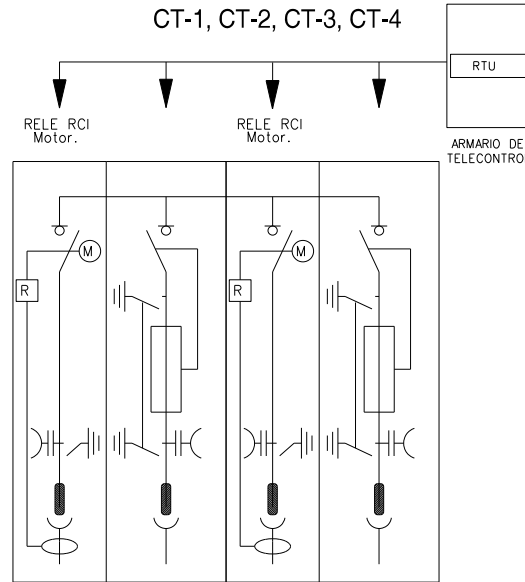 CT-1, CT-2, CT-3, CT-4
RTU
RELE RCI
Motor.
RELE RCI
Motor.
ARMARIO DE
TELECONTRO
M
M
R
R